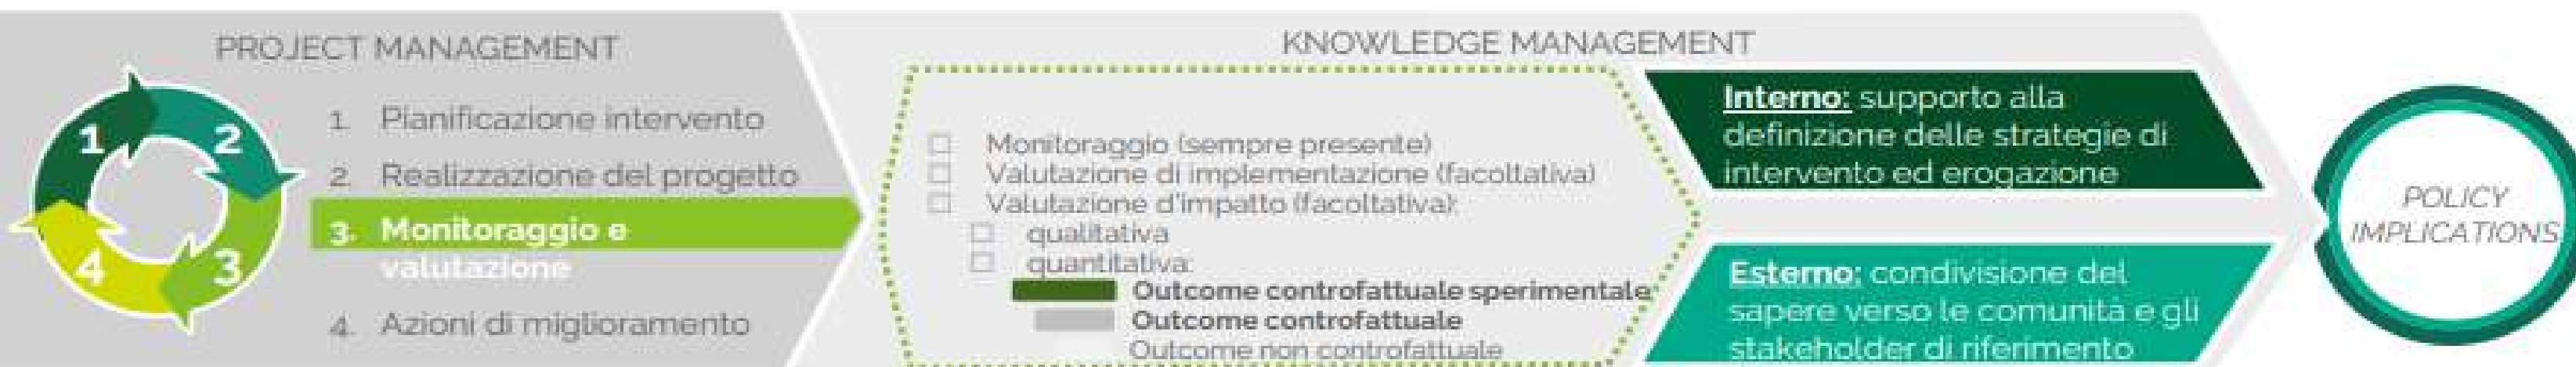 PROJECT MANAGEMENT
1
2
3
4
1. Pianificazione intervento
2. Realizzazione del progetto
3. Monitoraggio e
valutazione
4. Azioni di miglioramento
KNOWLEDGE MANAGEMENT
Monitoraggio (sempre presente)
Valutazione di implementazione (facoltativa)
Valutazione d'impatto (facoltativa):
qualitativa
quantitativa:
Outcome controfattuale sperimentale
Outcome controfattuale
Outcome non controfattuale
Interno: supporto alla
definizione delle strategie di
intervento ed erogazione
Esterno: condivisione del
sapere verso le comunità e gli
stakeholder di riferimento
POLICY
IMPLICATIONS